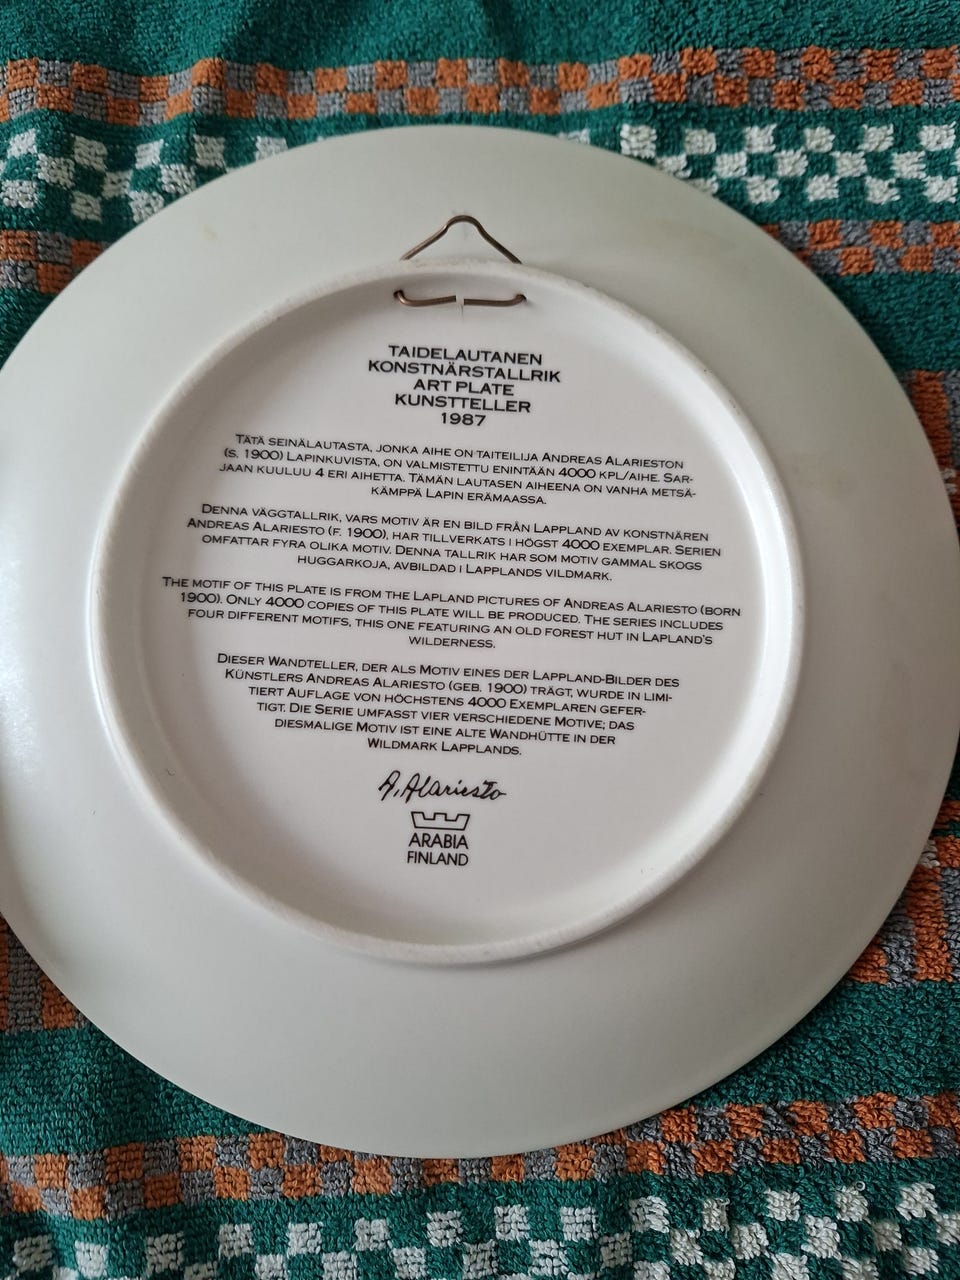 TAIDELAUTANEN
KONSTNÄRSTALLRIK
ART PLATE
KUNSTTELLER
1987
TÄTÄ SEINÄLAUTASTA, JONKA AIHE ON TAITEILIJA ANDREAS ALARIESTON
(S. 1900) LAPINKUVISTA, ON VALMISTETTU ENINTÄÄN 4000 KPL/AIHE. SAR-
JAAN KUULUU 4 ERI AIHETTA. TÄMÄN LAUTASEN AIHEENA ON VANHA METSÄ-
KÄMPPÄ LAPIN ERÄMAASSA.
DENNA VÄGGTALLRIK, VARS MOTIV ÄR EN BILD FRÅN LAPPLAND AV KONSTNÄREN
ANDREAS ALARIESTO (F. 1900), HAR TILLVERKATS I HÖGST 4000 EXEMPLAR. SERIEN
OMFATTAR FYRA OLIKA MOTIV. DENNA TALLRIK HAR SOM MOTIV GAMMAL SKOGS
HUGGARKOJA, AVBILDAD I LAPPLANDS VILDMARK.
THE MOTIF OF THIS PLATE IS FROM THE LAPLAND PICTURES OF ANDREAS ALARIESTO (BORN
1900). ONLY 4000 COPIES OF THIS PLATE WILL BE PRODUCED. THE SERIES INCLUDES
FOUR DIFFERENT MOTIFS, THIS ONE FEATURING AN OLD FOREST HUT IN LAPLAND'S
WILDERNESS.
DIESER WANDTELLER, DER ALS MOTIV EINES DER LAPPLAND-BILDER DES
KÜNSTLERS ANDREAS ALARIESTO (GEB. 1900) TRÄGT, WURDE IN LIMI-
TIERT AUFLAGE VON HÖCHSTENS 4000 EXEMPLAREN GEFER-
TIGT. DIE SERIE UMFASST VIER VERSCHIEDENE MOTIVE; DAS
DIESMALIGE MOTIV IST EINE ALTE WANDHÜTTE IN DER
WILDMARK LAPPLANDS.
A. Alariesto
ARABIA
FINLAND